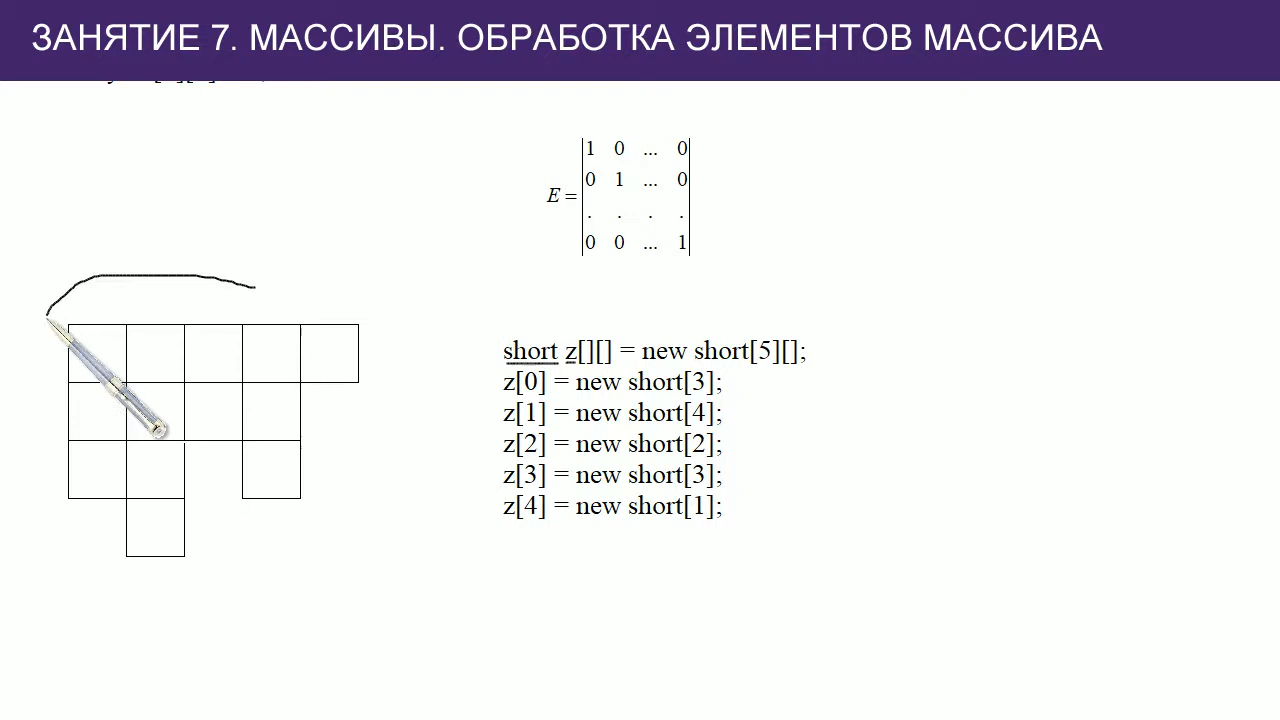 ЗАНЯТИЕ 7. МАССИВЫ. ОБРАБОТКА ЭЛЕМЕНТОВ МАССИВА
1 0 ... 0
0 1 ... 0
E =
. . . .
0 0 ... 1
short z[][] = new short[5][];
z[0] = new short[3];
z[1] = new short[4];
z[2] = new short[2];
z[3] = new short[3];
z[4] = new short[1];